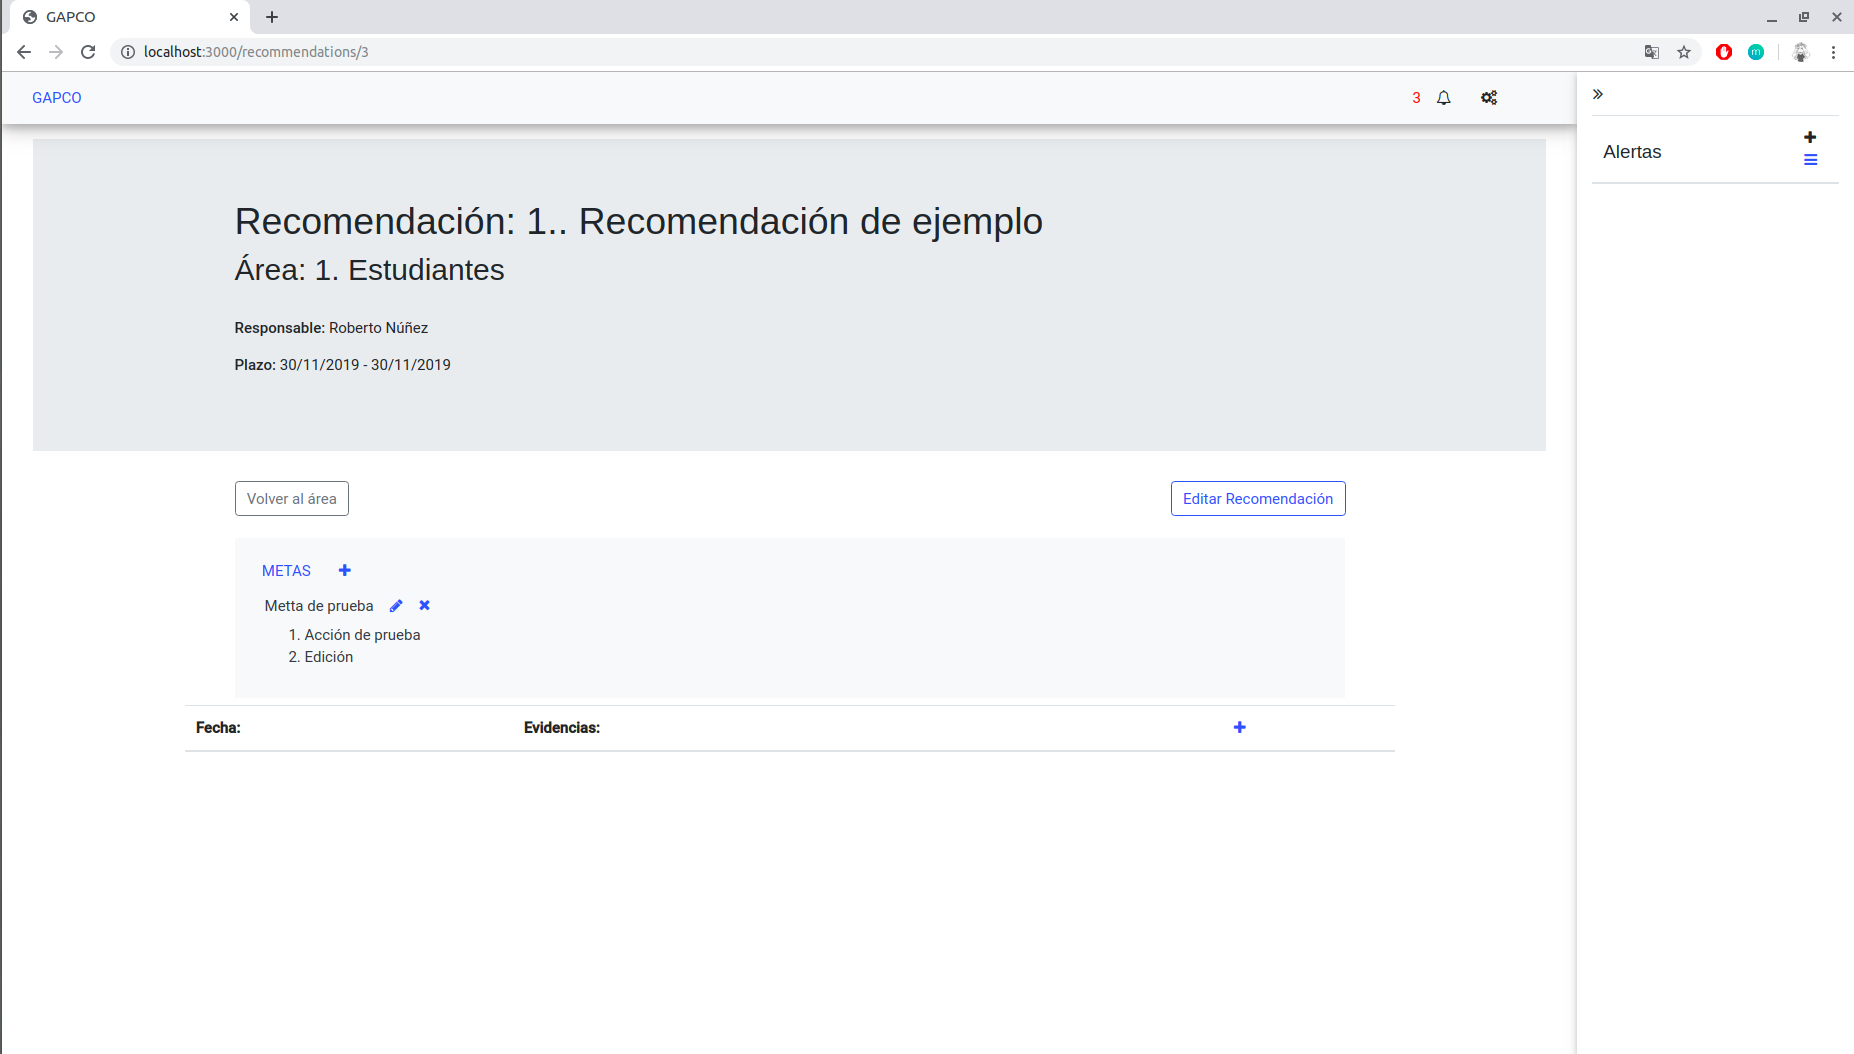 GAPCO
localhost:3000/recommendations/3
GAPCO
3
Alertas
Recomendación: 1.. Recomendación de ejemplo
Área: 1. Estudiantes
Responsable: Roberto Núñez
Plazo: 30/11/2019 - 30/11/2019
Volver al área
Editar Recomendación
METAS
Metta de prueba
1. Acción de prueba
2. Edición
Fecha:
Evidencias: